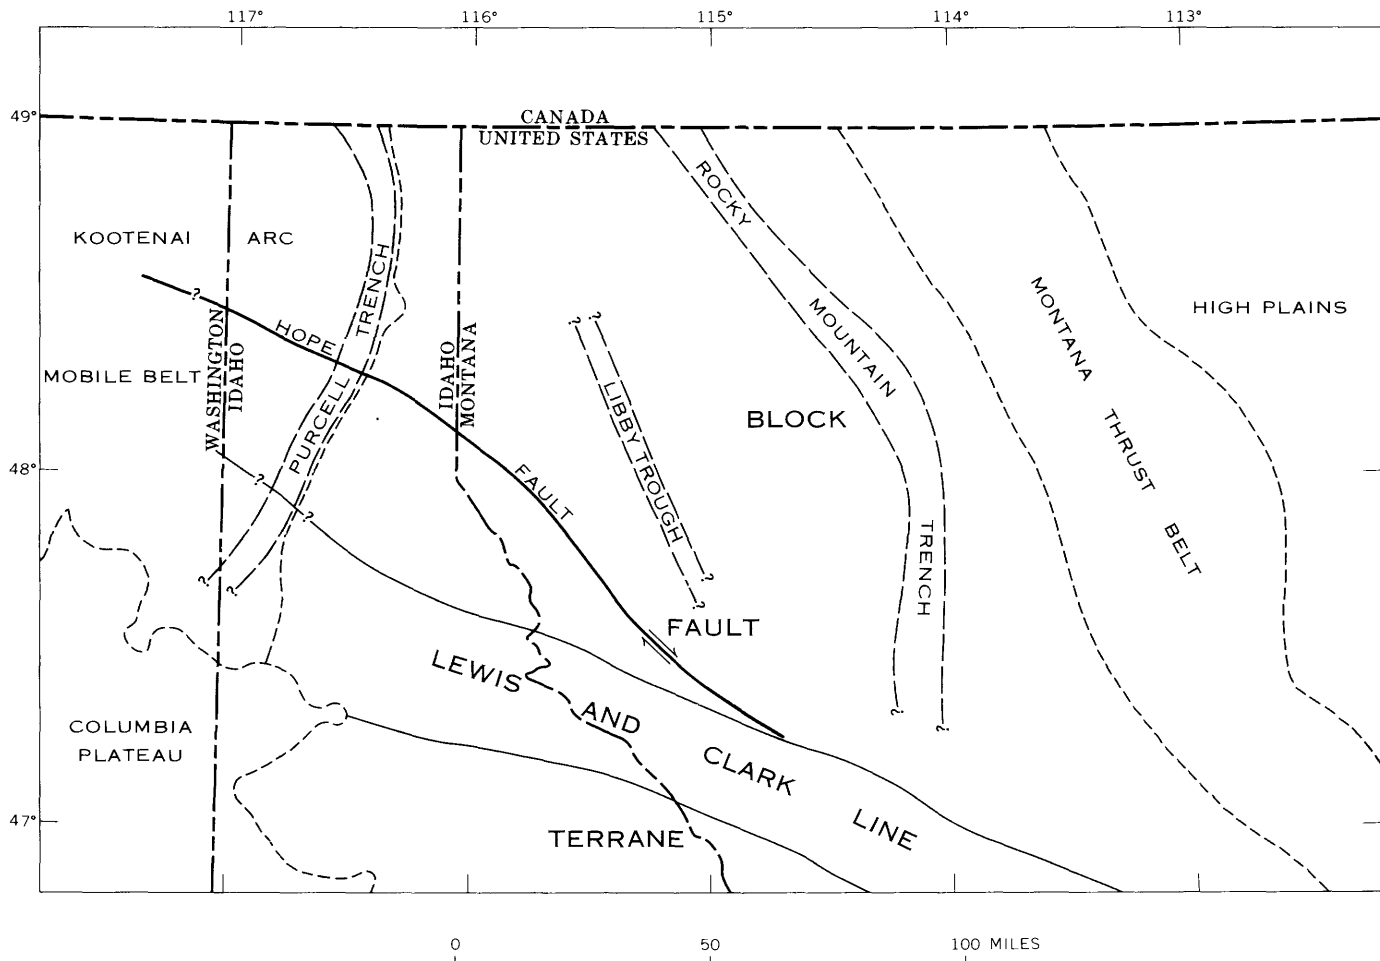 117° 116° 115° 114° 113°
49°
CANADA
UNITED STATES
ROCKY
KOOTENAI ARC
TRENCH
MOUNTAIN
MONTANA
HIGH PLAINS
?
HOPE
WASHINGTON
IDAHO
IDAHO
MONTANA
? ?
MOBILE BELT
PURCELL
LIBBY TROUGH
BLOCK
THRUST
48°
?
FAULT
?
TRENCH
BELT
? ?
? ?
FAULT
LEWIS
AND
? ?
COLUMBIA
PLATEAU
CLARK
47°
TERRANE
LINE
0 50 100 MILES